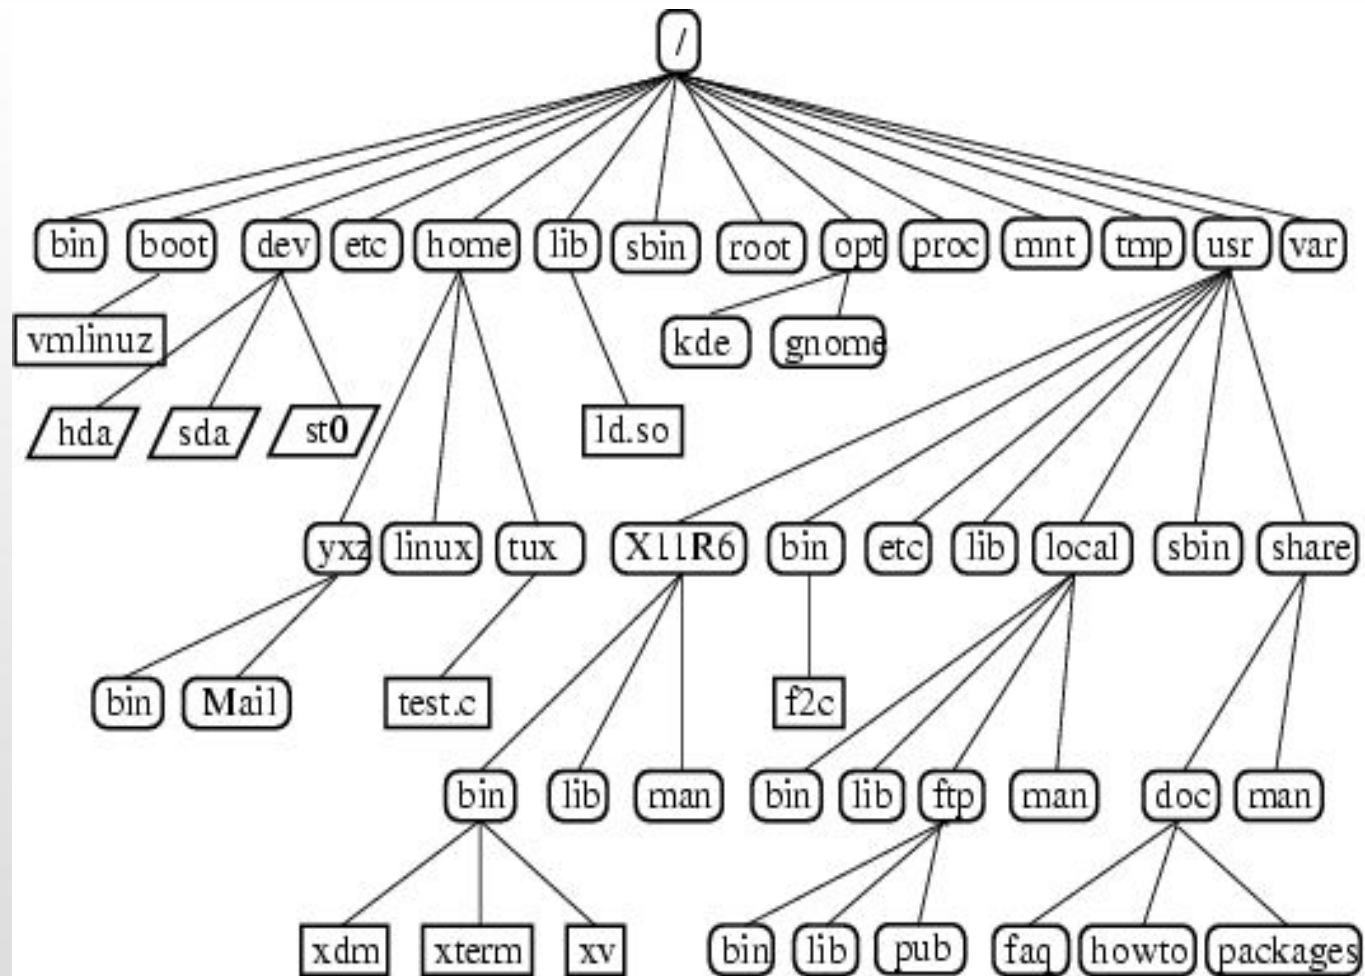 /
bin boot dev etc home lib sbin root opt proc mnt tmp usr var
vmlinuz kde gnome
hda sda st0 ld.so
yxz linux tux X11R6 bin etc lib local sbin share
bin Mail test.c f2c
bin lib man bin lib ftp man doc man
xdm xterm xv bin lib pub faq howto packages